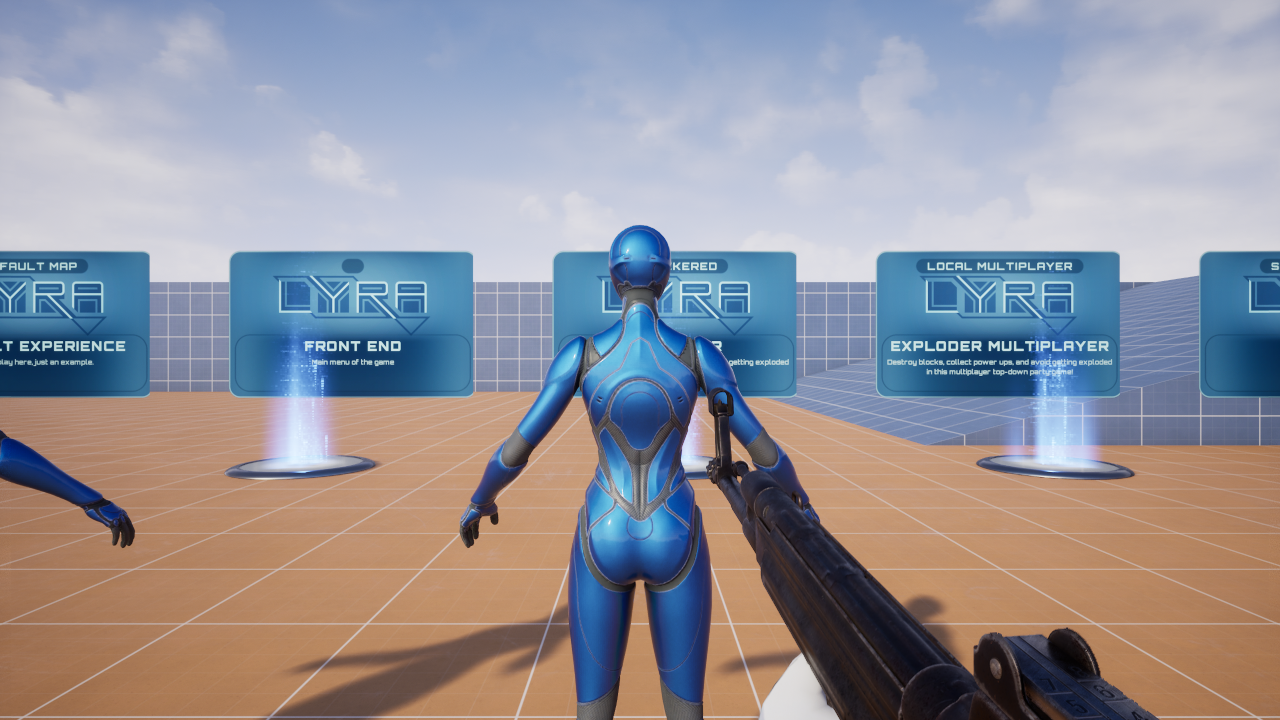 FAULT MAP
YRA
LT EXPERIENCE
lay here, just an example.
LYRA
FRONT END
Main menu of the game
KERED
LYRA
R
getting exploded
LOCAL MULTIPLAYER
LYRA
EXPLODER MULTIPLAYER
Destroy blocks, collect power ups, and avoid getting exploded
in this multiplayer top-down party game!
S
L